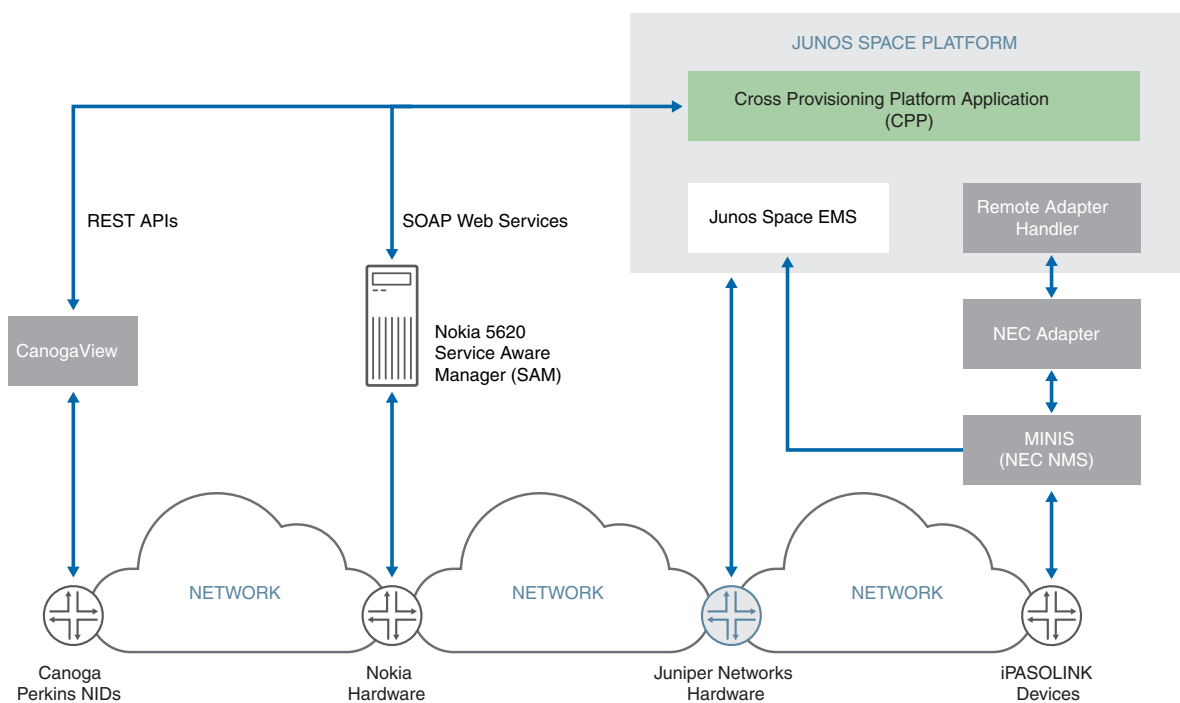 JUNOS SPACE PLATFORM
Cross Provisioning Platform Application
(CPP)
REST APIs
SOAP Web Services
Junos Space EMS
Remote Adapter
Handler
CanogaView
Nokia 5620
Service Aware
Manager (SAM)
NEC Adapter
MINIS
(NEC NMS)
NETWORK
NETWORK
NETWORK
Canoga
Perkins NIDs
Nokia
Hardware
Juniper Networks
Hardware
iPASOLINK
Devices